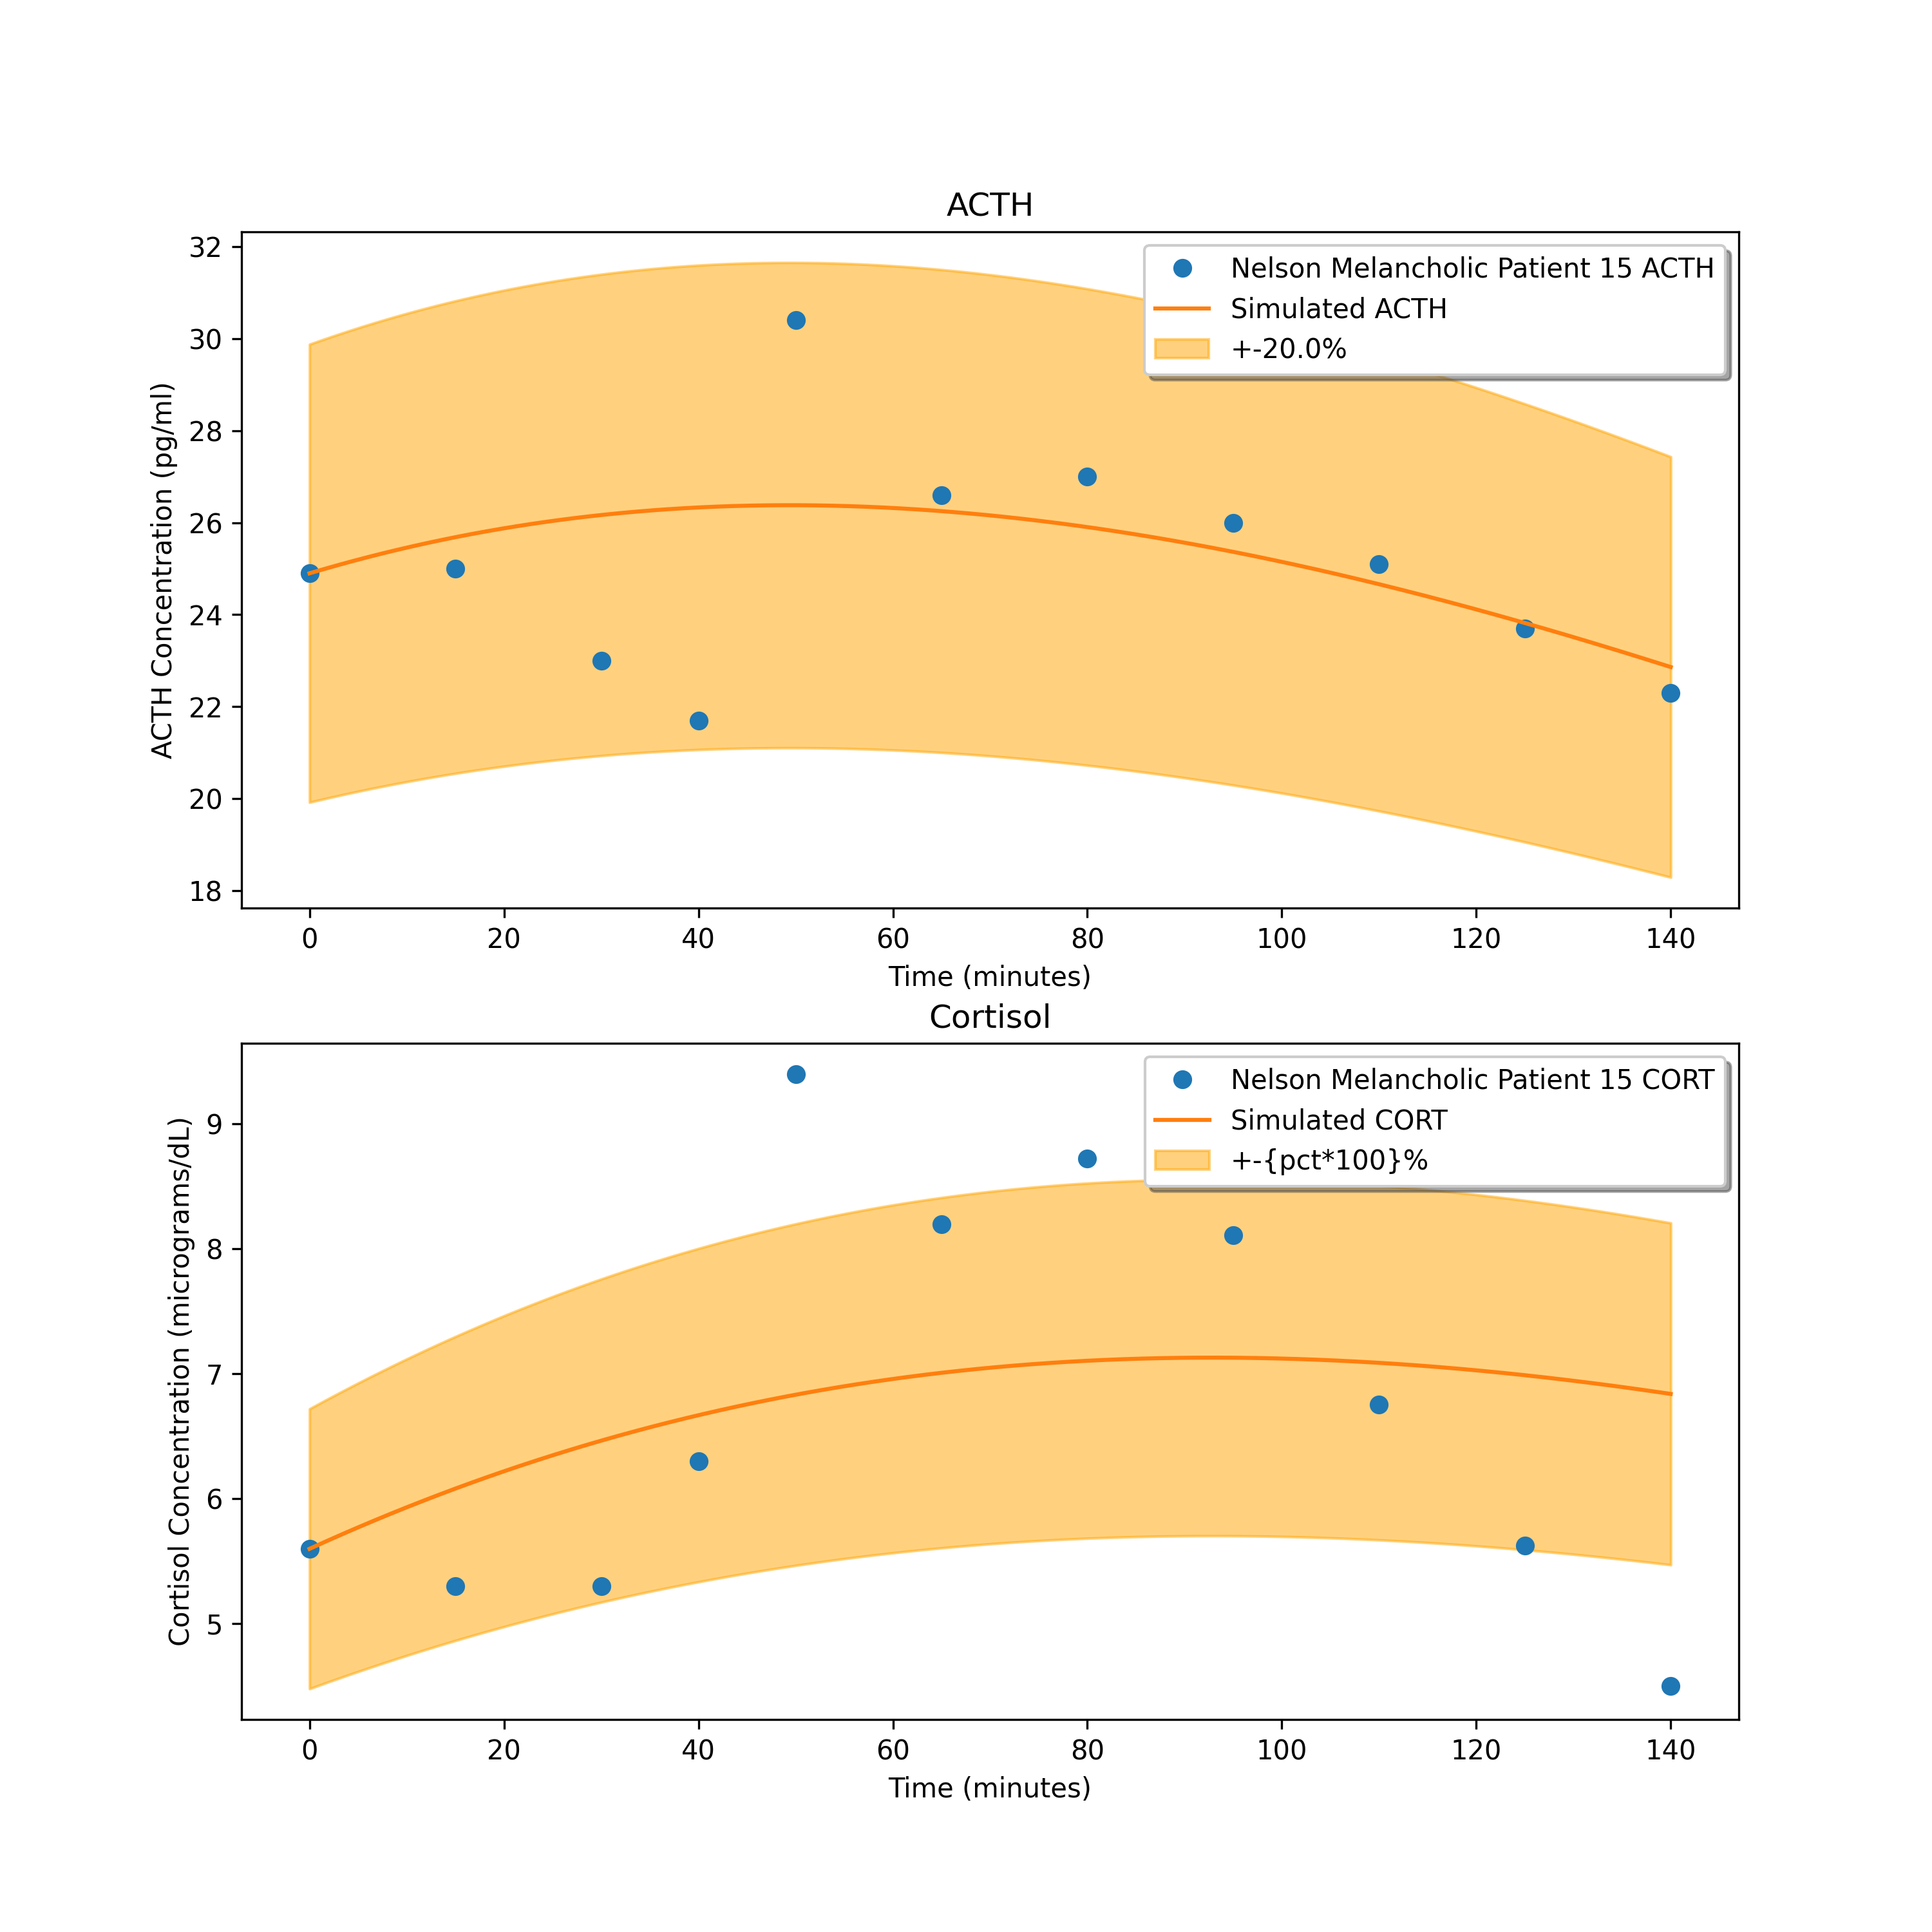 ACTH
32
30
28
26
24
22
20
18
ACTH Concentration (pg/ml)
Nelson Melancholic Patient 15 ACTH
Simulated ACTH
+-20.0%
0 20 40 60 80 100 120 140
Time (minutes)
Cortisol
9
8
7
6
5
Cortisol Concentration (micrograms/dL)
Nelson Melancholic Patient 15 CORT
Simulated CORT
+-{pct*100}%
0 20 40 60 80 100 120 140
Time (minutes)